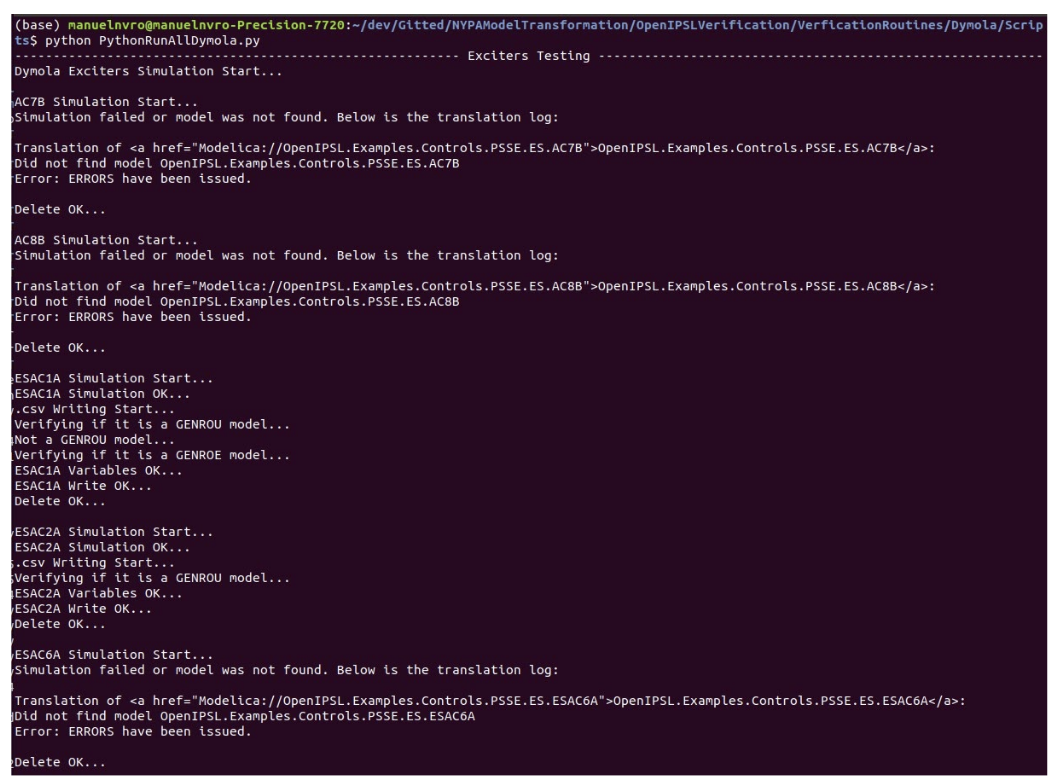 (base) manuelnvro@manuelnvro-Precision-7720:~/dev/Gitted/NYPAModelTransformation/OpenIPSLVerification/VerficationRoutines/Dymola/Scrip
ts$ python PythonRunAllDymola.py
---------------------------------------------------------- Exciters Testing ----------------------------------------------------------
Dymola Exciters Simulation Start...
AC7B Simulation Start...
Simulation failed or model was not found. Below is the translation log:
Translation of <a href="Modelica://OpenIPSL.Examples.Controls.PSSE.ES.AC7B">OpenIPSL.Examples.Controls.PSSE.ES.AC7B</a>:
Did not find model OpenIPSL.Examples.Controls.PSSE.ES.AC7B
Error: ERRORS have been issued.
Delete OK...
AC8B Simulation Start...
Simulation failed or model was not found. Below is the translation log:
Translation of <a href="Modelica://OpenIPSL.Examples.Controls.PSSE.ES.AC8B">OpenIPSL.Examples.Controls.PSSE.ES.AC8B</a>:
Did not find model OpenIPSL.Examples.Controls.PSSE.ES.AC8B
Error: ERRORS have been issued.
Delete OK...
ESAC1A Simulation Start...
ESAC1A Simulation OK...
.csv Writing Start...
Verifying if it is a GENROU model...
Not a GENROU model...
Verifying if it is a GENROE model...
ESAC1A Variables OK...
ESAC1A Write OK...
Delete OK...
ESAC2A Simulation Start...
ESAC2A Simulation OK...
.csv Writing Start...
Verifying if it is a GENROU model...
ESAC2A Variables OK...
ESAC2A Write OK...
Delete OK...
ESAC6A Simulation Start...
Simulation failed or model was not found. Below is the translation log:
Translation of <a href="Modelica://OpenIPSL.Examples.Controls.PSSE.ES.ESAC6A">OpenIPSL.Examples.Controls.PSSE.ES.ESAC6A</a>:
Did not find model OpenIPSL.Examples.Controls.PSSE.ES.ESAC6A
Error: ERRORS have been issued.
Delete OK...